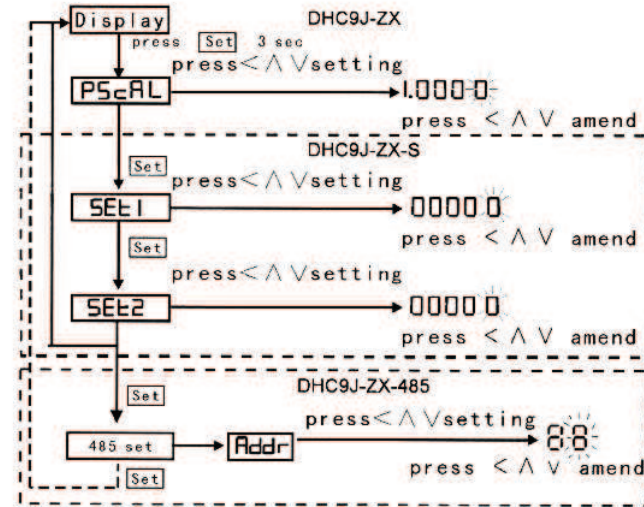 Display DHC9J-ZX
press Set 3 sec
press< ∧ ∨setting
PScAL 1.000 0
press < ∧ ∨ amend
DHC9J-ZX-S
Set press< ∧ ∨setting
SEt1 0000 0
press < ∧ ∨ amend
Set
press< ∧ ∨setting
SEt2 0000 0
press < ∧ ∨ amend
DHC9J-ZX-485
Set
press< ∧ ∨setting
485 set Addr
press < ∧ ∨ amend
Set